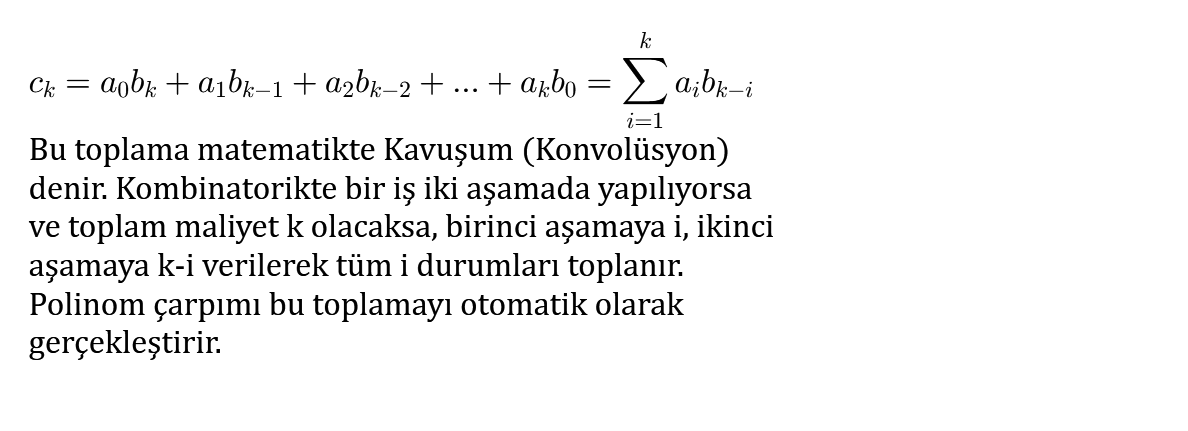 c_k = a_0b_k + a_1b_{k-1} + a_2b_{k-2} + ... + a_kb_0 = \sum_{i=1}^{k} a_ib_{k-i}
Bu toplama matematikte Kavuşum (Konvolüsyon)
denir. Kombinatorikte bir iş iki aşamada yapılıyorsa
ve toplam maliyet k olacaksa, birinci aşamaya i, ikinci
aşamaya k-i verilerek tüm i durumları toplanır.
Polinom çarpımı bu toplamayı otomatik olarak
gerçekleştirir.